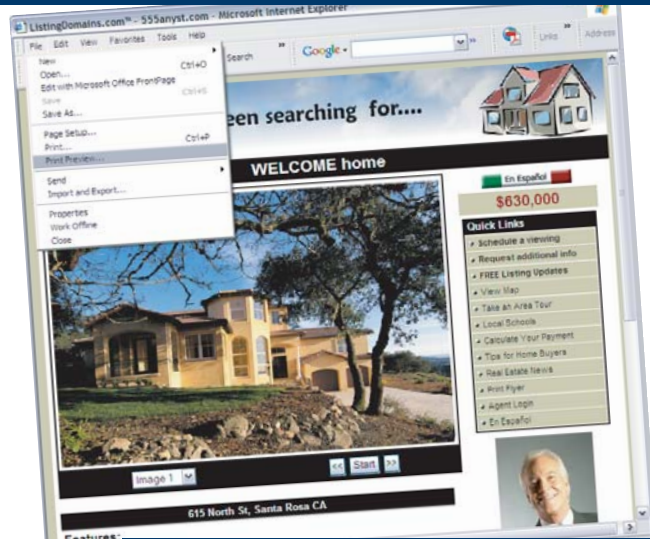 ListingDomains.com™ - 555anyst.com - Microsoft Internet Explorer
File Edit View Favorites Tools Help
New
Open... Ctrl+O
Edit with Microsoft Office FrontPage
Save Ctrl+S
Save As...
Page Setup...
Print... Ctrl+P
Print Preview...
Send
Import and Export...
Properties
Work Offline
Close
Search " Google " Links " Address
een searching for....
WELCOME home
En Español
$630,000
Quick Links
Schedule a viewing
Request additional info
FREE Listing Updates
View Map
Take an Area Tour
Local Schools
Calculate Your Payment
Tips for Home Buyers
Real Estate News
Print Flyer
Agent Login
En Español
Image 1 << Start >>
615 North St, Santa Rosa CA
Features: